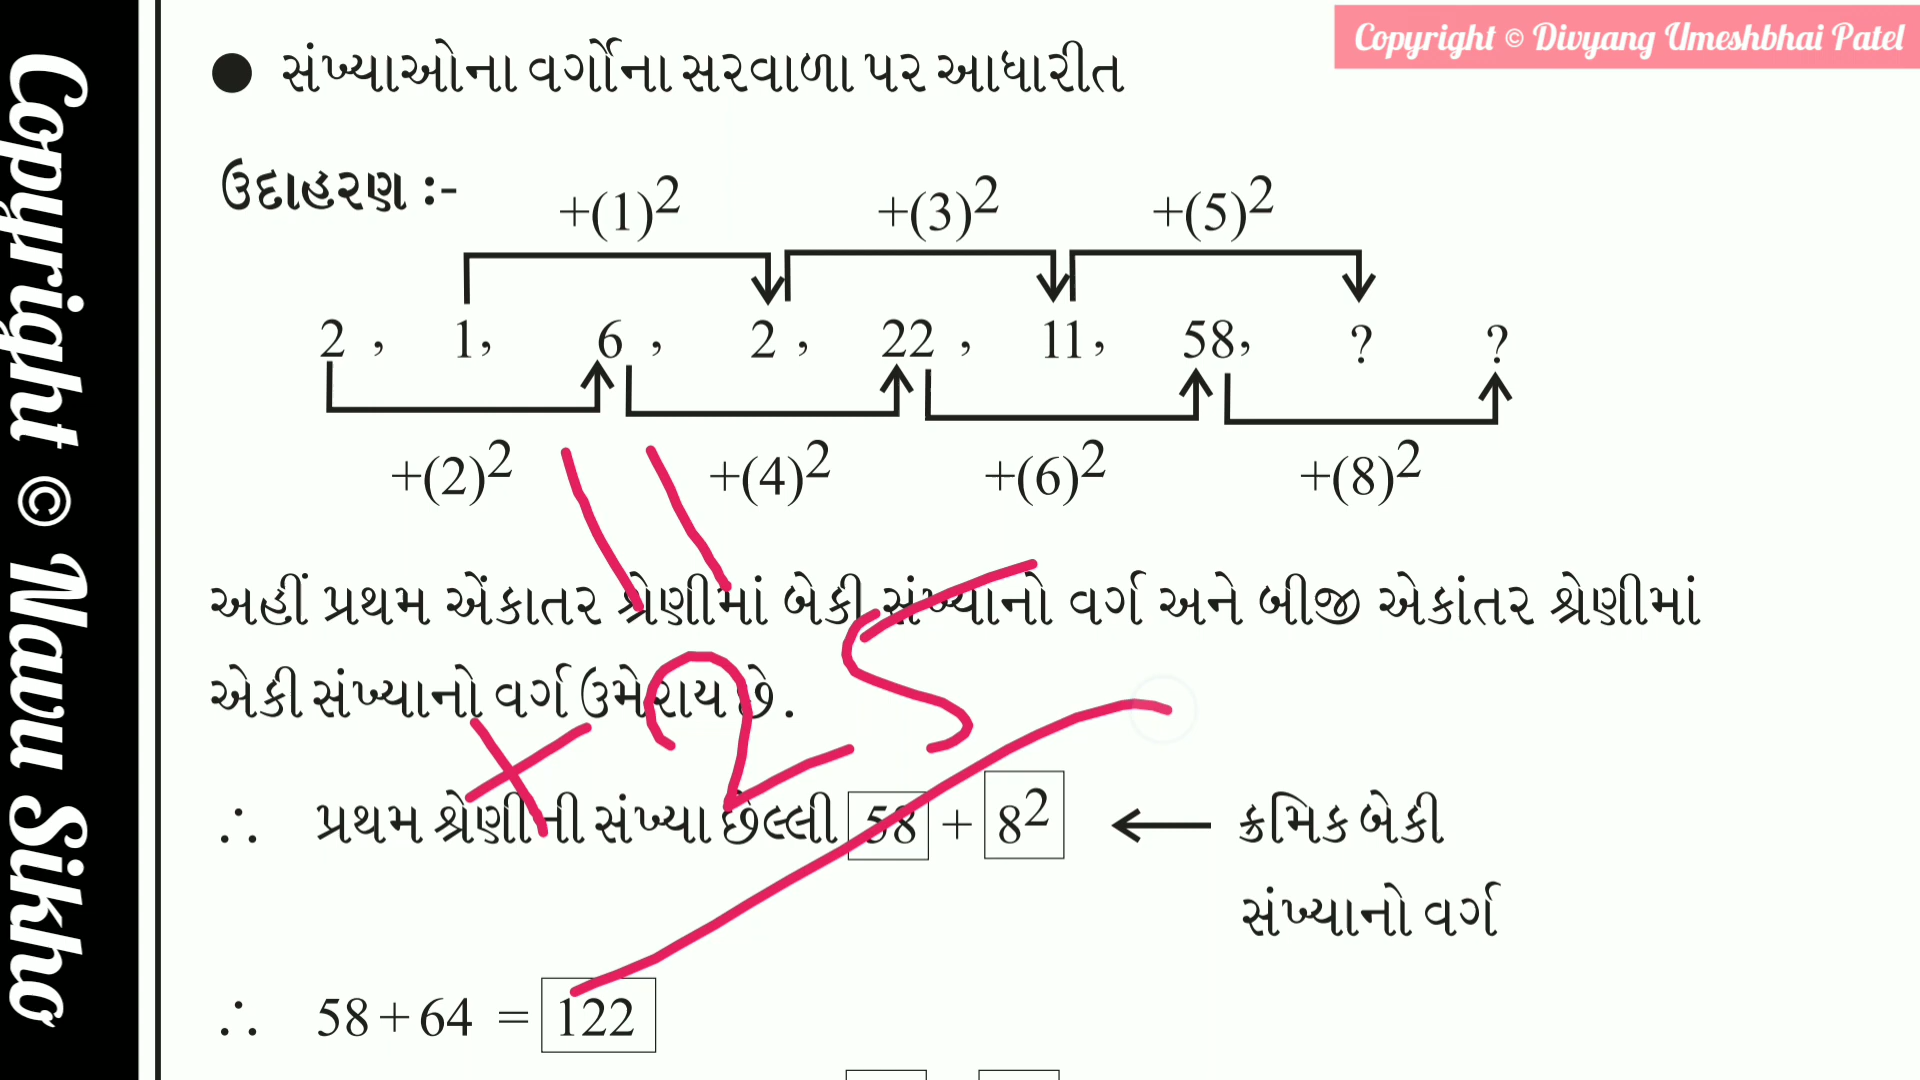 Copyright © Divyang Umeshbhai Patel
Copyright © Navu Sikho
● સંખ્યાઓના વર્ગોના સરવાળા પર આધારીત
ઉદાહરણ :-
+(1)² +(3)² +(5)²
2 , 1, 6 , 2 , 22 , 11, 58, ? ?
+(2)² +(4)² +(6)² +(8)²
અહીં પ્રથમ એંકાતર શ્રેણીમાં બેકી સંખ્યાનો વર્ગ અને બીજી એકાંતર શ્રેણીમાં
એકી સંખ્યાનો વર્ગ ઉમેરાય છે.
∴ પ્રથમ શ્રેણીની સંખ્યા છેલ્લી 58 + 8² ← ક્રમિક બેકી
સંખ્યાનો વર્ગ
11
+ 25
∴ 58 + 64 = 122